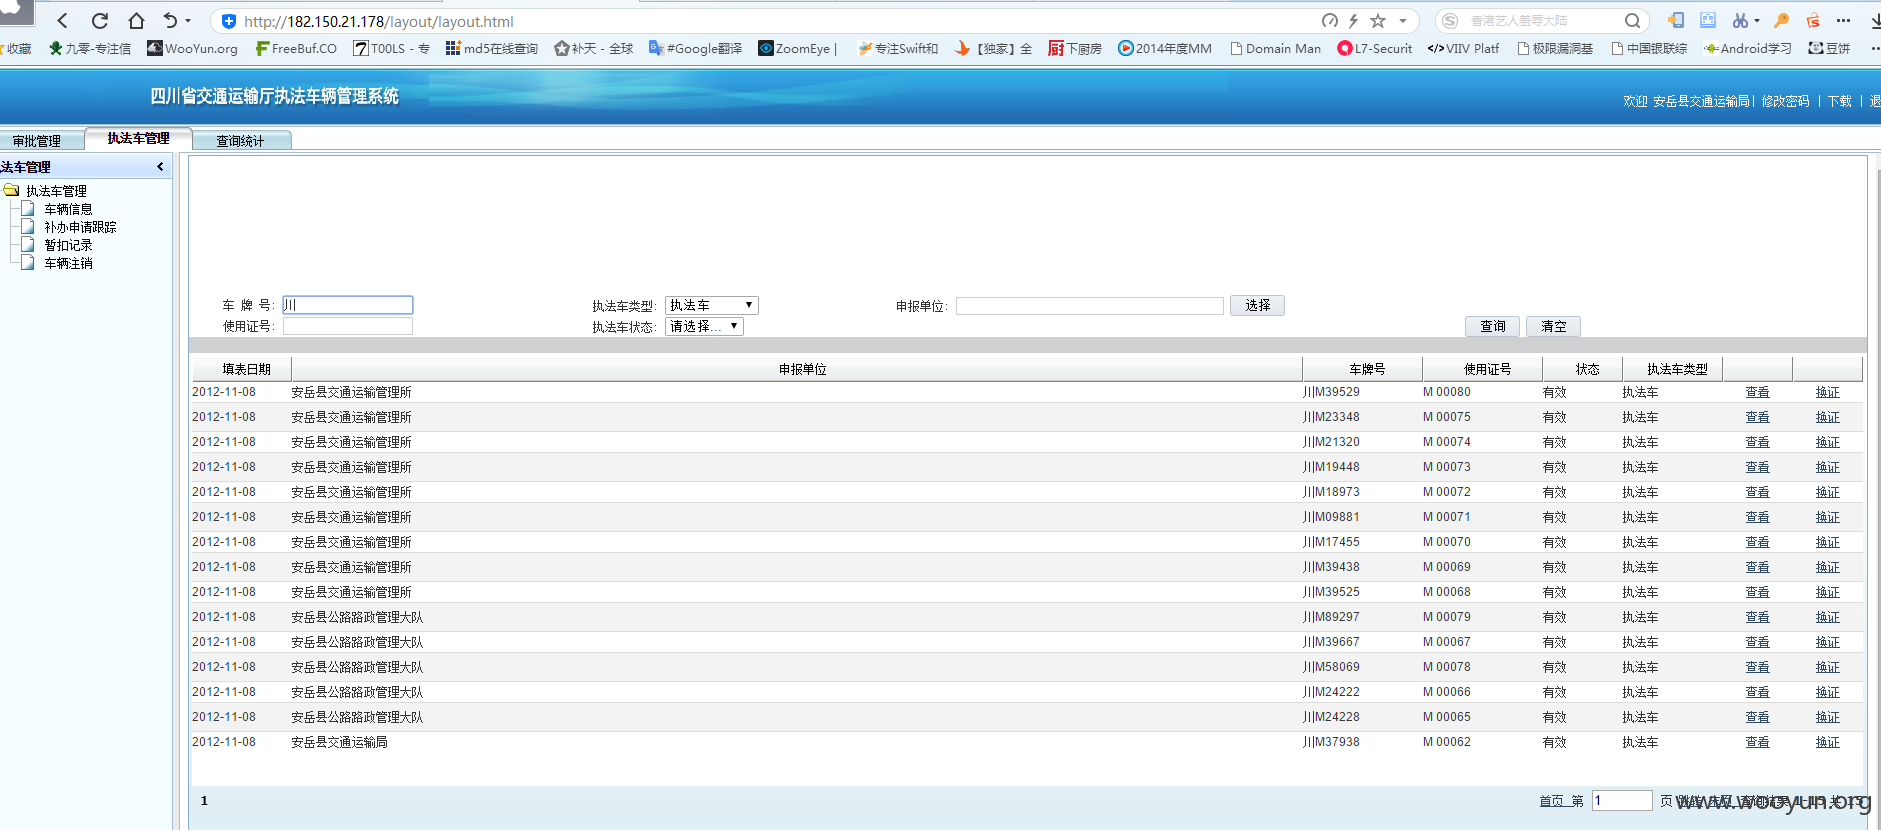 http://182.150.21.178/layout/layout.html 香港艺人羞辱大陆
收藏 九零-专注信 WooYun.org FreeBuf.CO T00LS - 专 md5在线查询 补天 - 全球 #Google翻译 ZoomEye | 专注Swift和 【独家】全 下厨房 2014年度MM Domain Man L7-Securit VIIV Platf 极限漏洞基 中国银联综 Android学习 豆饼
四川省交通运输厅执法车辆管理系统
欢迎 安岳县交通运输局 | 修改密码 | 下载 | 退
审批管理 执法车管理 查询统计
法车管理
执法车管理
车辆信息
补办申请跟踪
暂扣记录
车辆注销
车 牌 号: 川 执法车类型: 执法车 申报单位: 选择
使用证号: 执法车状态: 请选择... 查询 清空
填表日期 申报单位 车牌号 使用证号 状态 执法车类型
2012-11-08 安岳县交通运输管理所 川M39529 M 00080 有效 执法车 查看 换证
2012-11-08 安岳县交通运输管理所 川M23348 M 00075 有效 执法车 查看 换证
2012-11-08 安岳县交通运输管理所 川M21320 M 00074 有效 执法车 查看 换证
2012-11-08 安岳县交通运输管理所 川M19448 M 00073 有效 执法车 查看 换证
2012-11-08 安岳县交通运输管理所 川M18973 M 00072 有效 执法车 查看 换证
2012-11-08 安岳县交通运输管理所 川M09881 M 00071 有效 执法车 查看 换证
2012-11-08 安岳县交通运输管理所 川M17455 M 00070 有效 执法车 查看 换证
2012-11-08 安岳县交通运输管理所 川M39438 M 00069 有效 执法车 查看 换证
2012-11-08 安岳县交通运输管理所 川M39525 M 00068 有效 执法车 查看 换证
2012-11-08 安岳县公路路政管理大队 川M89297 M 00079 有效 执法车 查看 换证
2012-11-08 安岳县公路路政管理大队 川M39667 M 00067 有效 执法车 查看 换证
2012-11-08 安岳县公路路政管理大队 川M58069 M 00078 有效 执法车 查看 换证
2012-11-08 安岳县公路路政管理大队 川M24222 M 00066 有效 执法车 查看 换证
2012-11-08 安岳县公路路政管理大队 川M24228 M 00065 有效 执法车 查看 换证
2012-11-08 安岳县交通运输局 川M37938 M 00062 有效 执法车 查看 换证
1 首页 第 1 页
www.wooyun.org